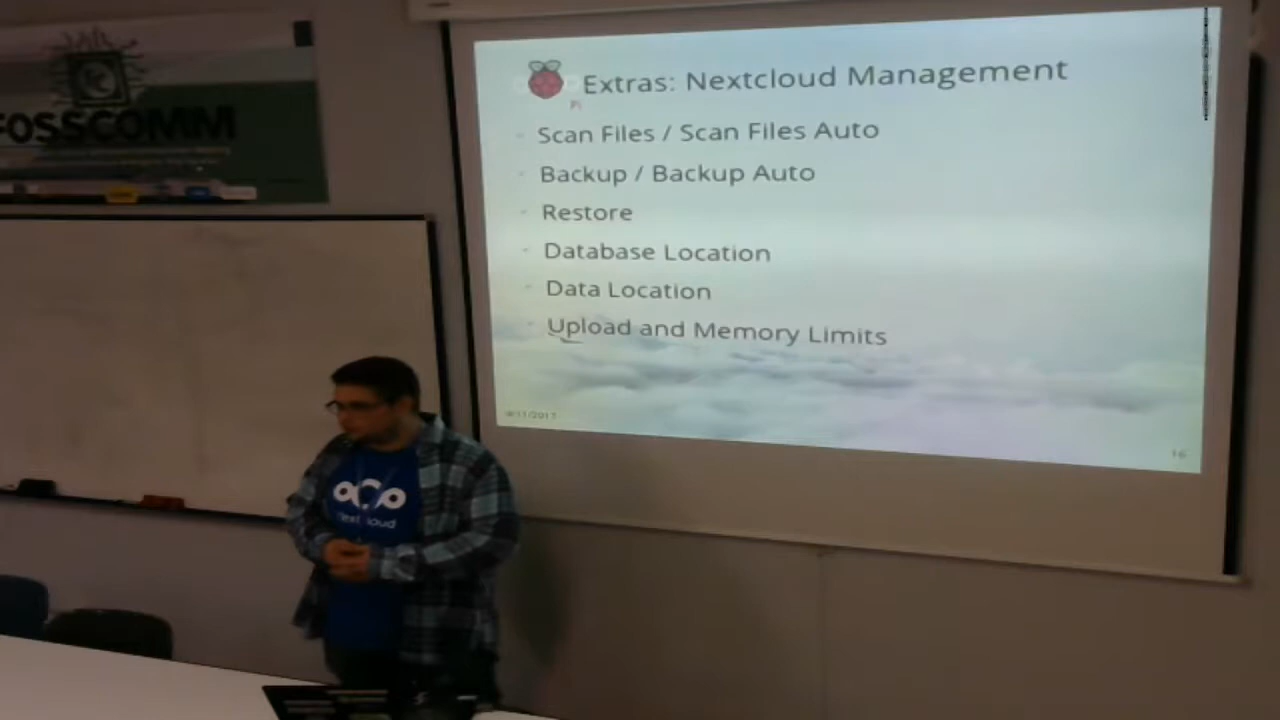 FOSSCOMM
Extras: Nextcloud Management
Scan Files / Scan Files Auto
Backup / Backup Auto
Restore
Database Location
Data Location
Upload and Memory Limits
16
Nextcloud